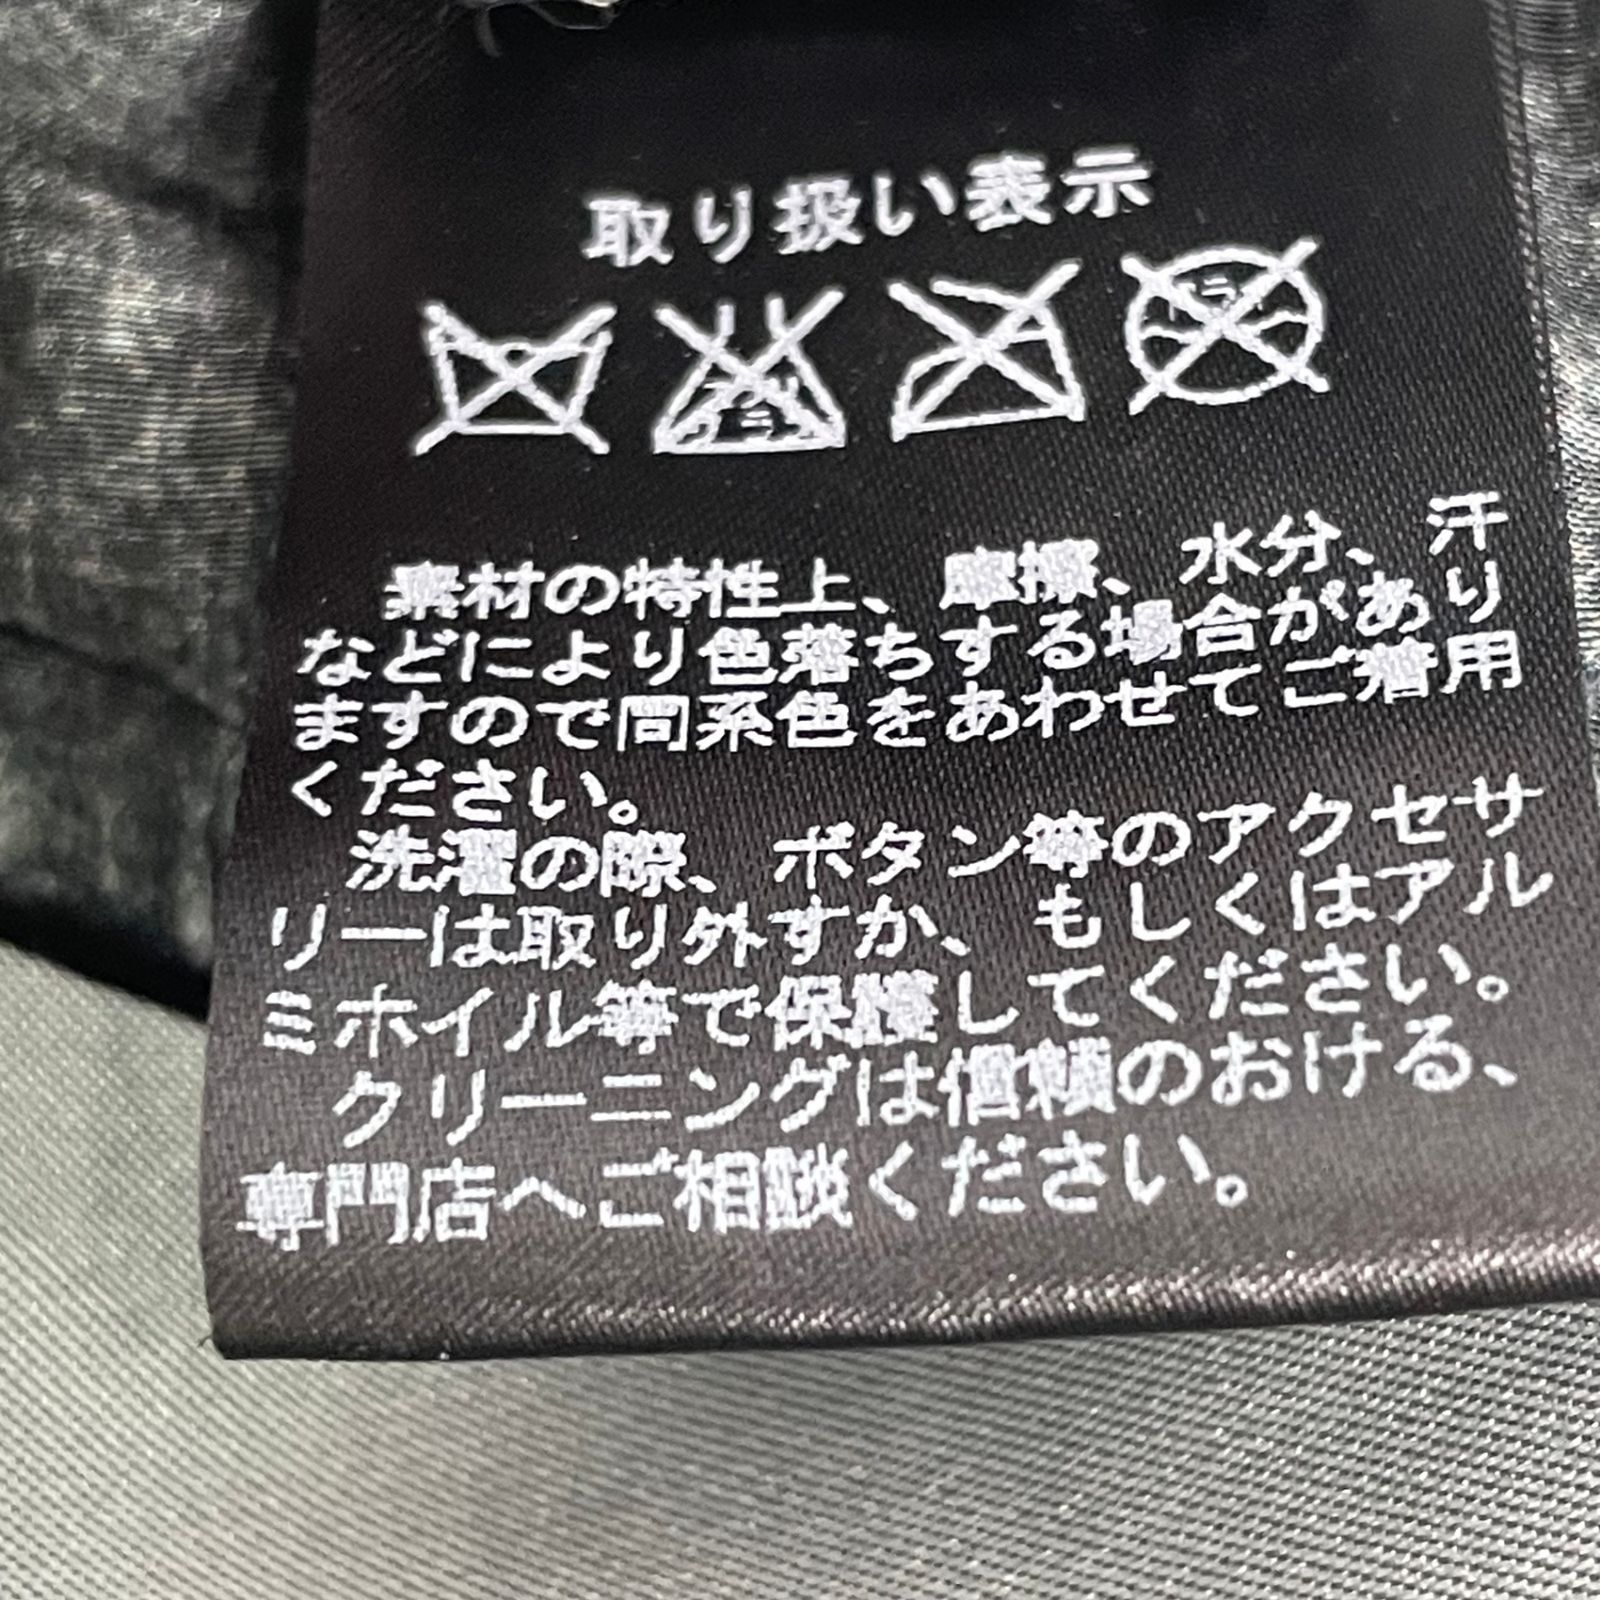 取り扱い表示
素材の特性上、摩擦、水分、汗
などにより色落ちする場合があり
ますので同系色をあわせてご着用
ください。
洗濯の際、ボタン等のアクセサ
リーは取り外すか、もしくはアル
ミホイル等で保護してください。
クリーニングは信頼のおける、
専門店へご相談ください。